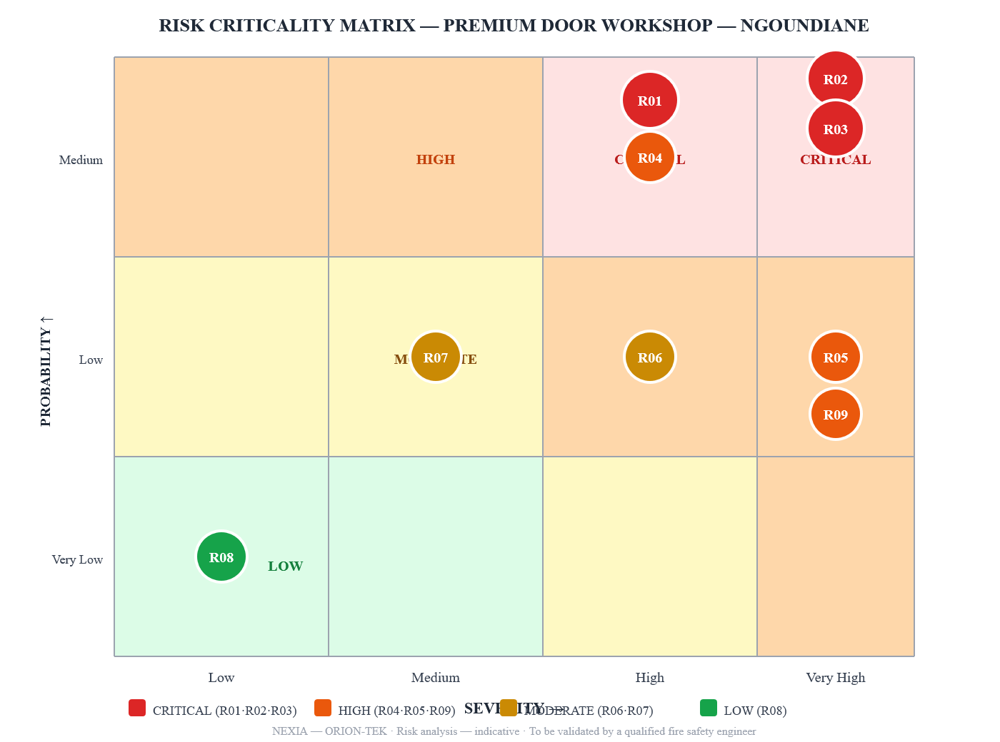 RISK CRITICALITY MATRIX — PREMIUM DOOR WORKSHOP — NGOUNDIANE
R02
R01
R03
Medium
HIGH
R04
CRITICAL
PROBABILITY ↑
Low
R07
R06
R05
R09
Very Low
R08
LOW
Low
Medium
High
Very High
CRITICAL (R01·R02·R03)
HIGH (R04·R05·R09)
SEVERITY →
MODERATE (R06·R07)
LOW (R08)
NEXIA — ORION-TEK · Risk analysis — indicative · To be validated by a qualified fire safety engineer